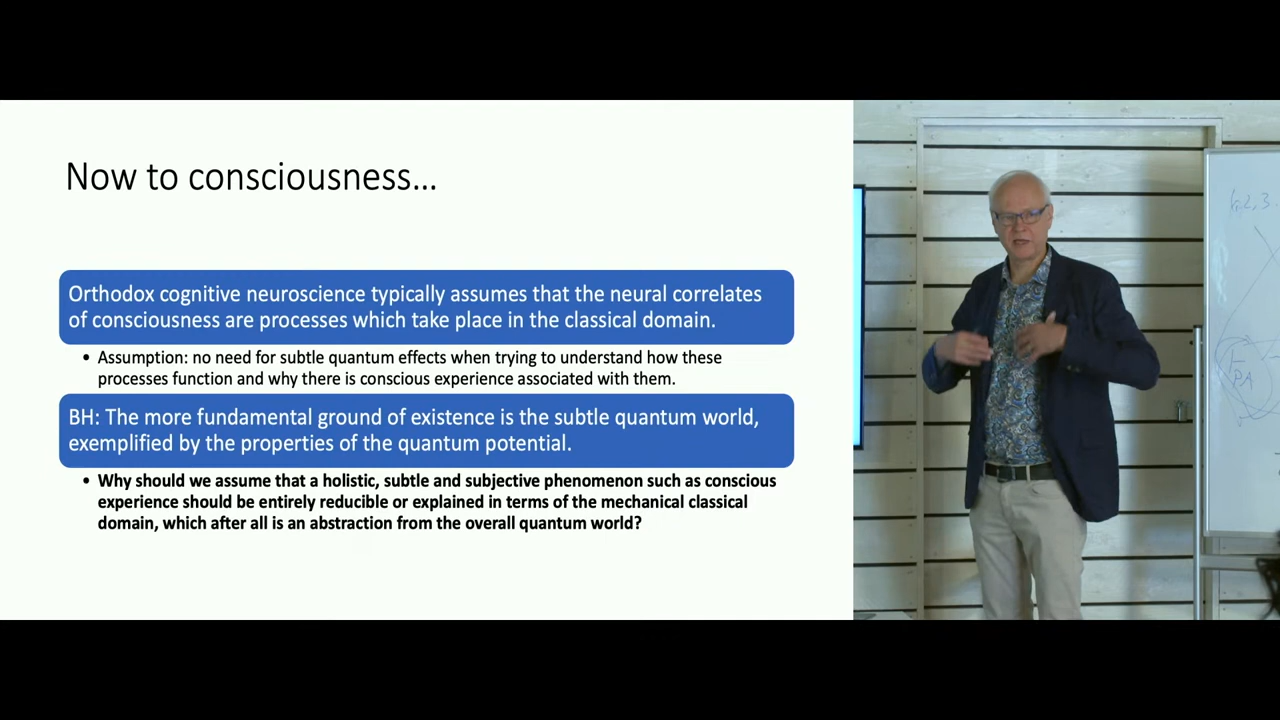 Now to consciousness...
Orthodox cognitive neuroscience typically assumes that the neural correlates
of consciousness are processes which take place in the classical domain.
• Assumption: no need for subtle quantum effects when trying to understand how these
processes function and why there is conscious experience associated with them.
BH: The more fundamental ground of existence is the subtle quantum world,
exemplified by the properties of the quantum potential.
• Why should we assume that a holistic, subtle and subjective phenomenon such as conscious
experience should be entirely reducible or explained in terms of the mechanical classical
domain, which after all is an abstraction from the overall quantum world?
PA